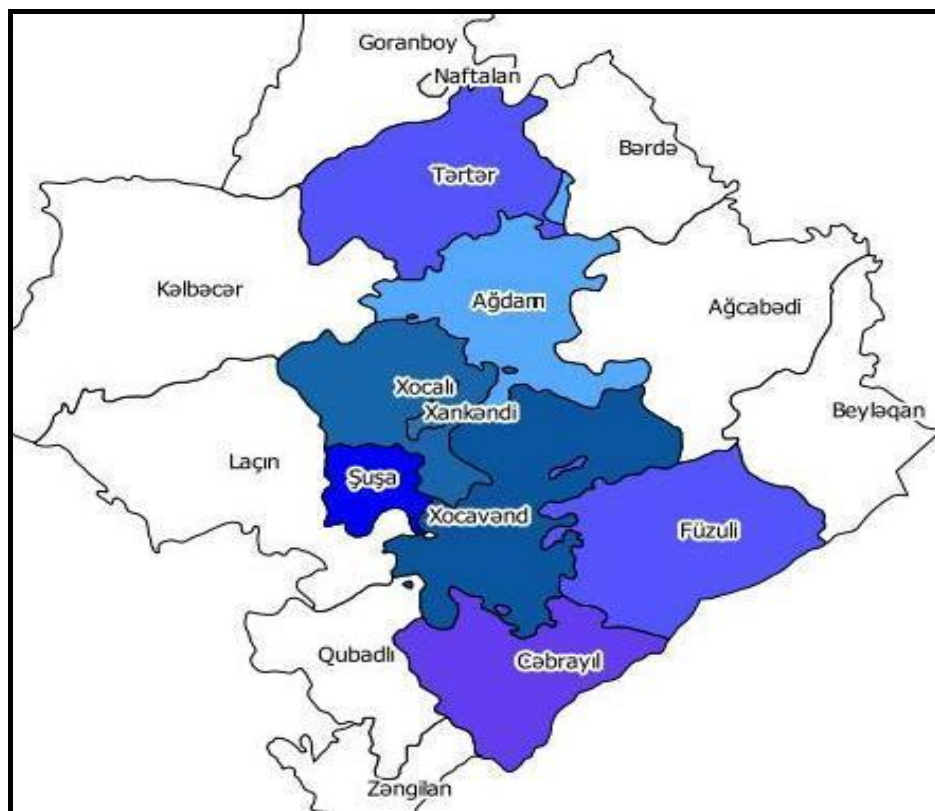 Goranboy
Naftalan
Bərdə
Tərtər
Kəlbəcər
Ağdam
Ağcabədi
Xocalı
Xankəndi
Beyləqan
Laçın
Şuşa
Xocavənd
Füzuli
Qubadlı
Cəbrayıl
Zəngilan